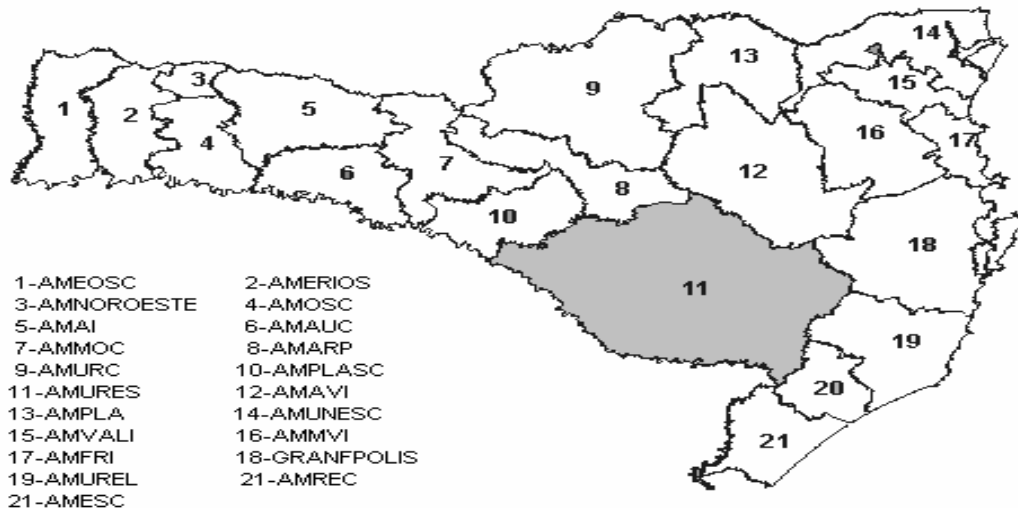 14
13
3
9
15
1
2
5
16
17
4
7
6
12
8
10
18
11
19
20
21
1-AMEOSC 2-AMERIOS
3-AMNOROESTE 4-AMOSC
5-AMAI 6-AMAUC
7-AMMOC 8-AMARP
9-AMURC 10-AMPLASC
11-AMURES 12-AMAVI
13-AMPLA 14-AMUNESC
15-AMVALI 16-AMMVI
17-AMFRI 18-GRANFPOLIS
19-AMUREL 21-AMREC
21-AMESC